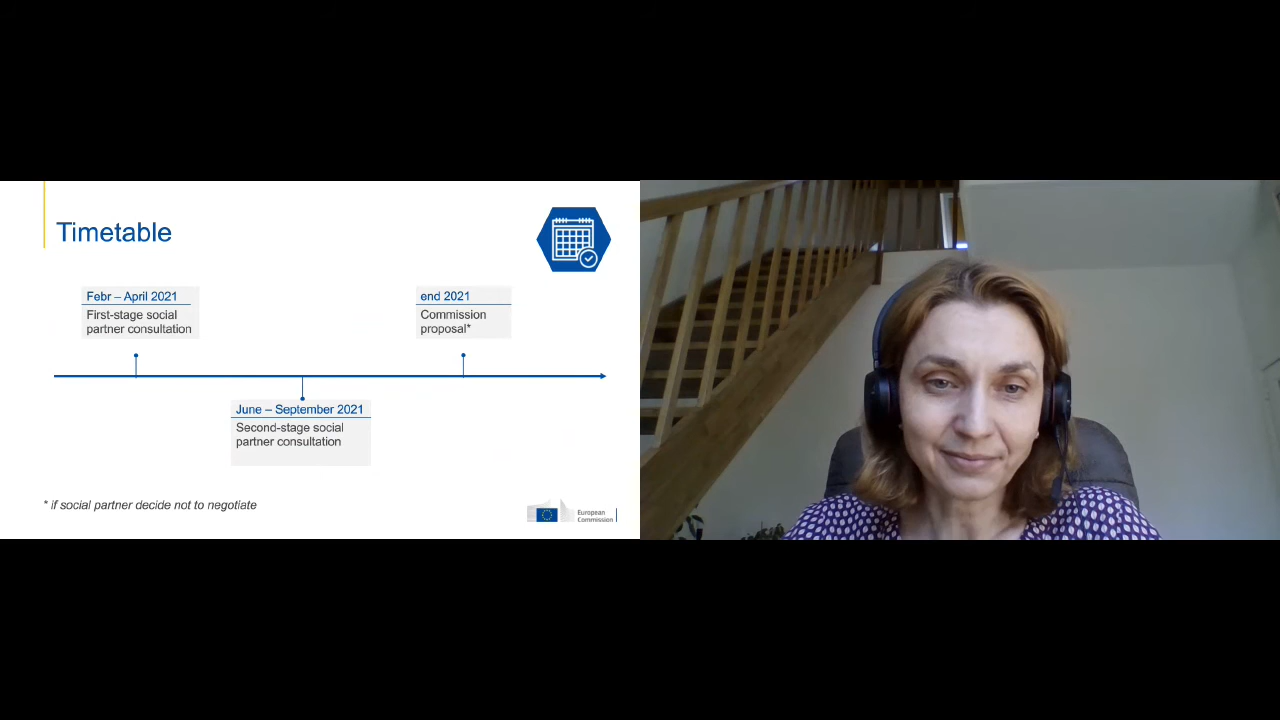 Timetable
Febr – April 2021
First-stage social
partner consultation
end 2021
Commission
proposal*
June – September 2021
Second-stage social
partner consultation
* if social partner decide not to negotiate
European
Commission